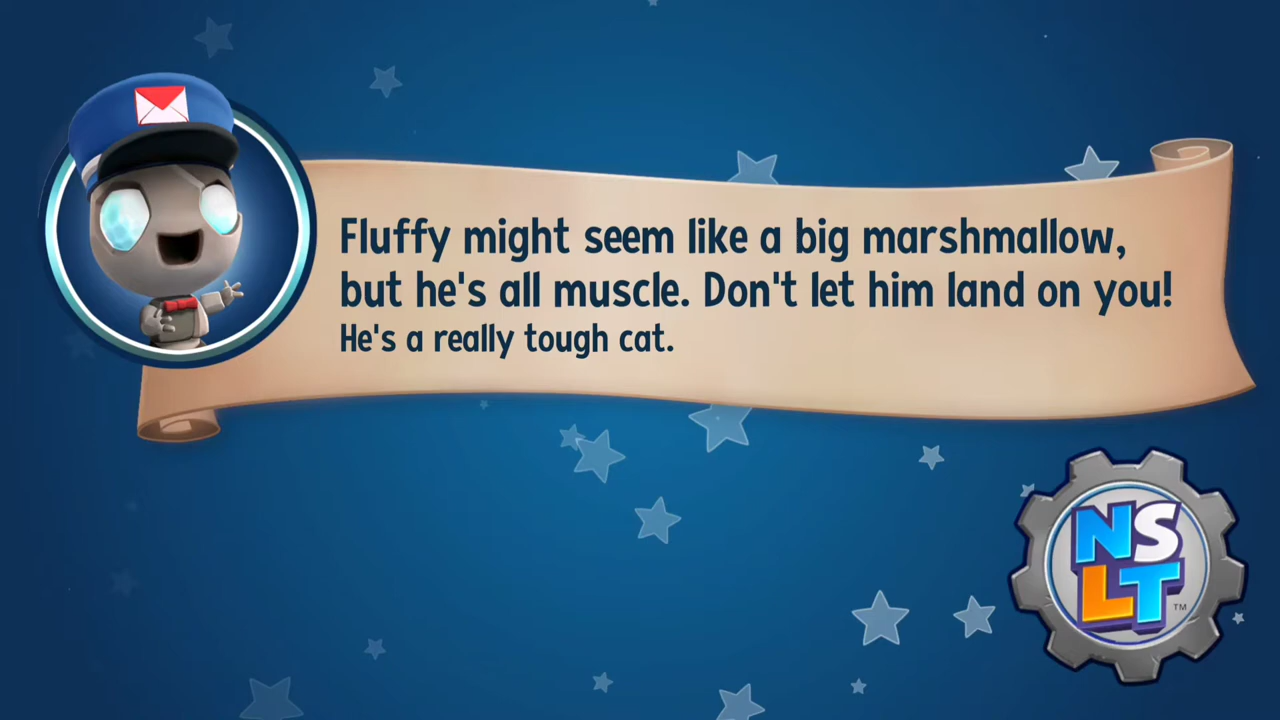 Fluffy might seem like a big marshmallow,
but he's all muscle. Don't let him land on you!
He's a really tough cat.
NS
LT
TM